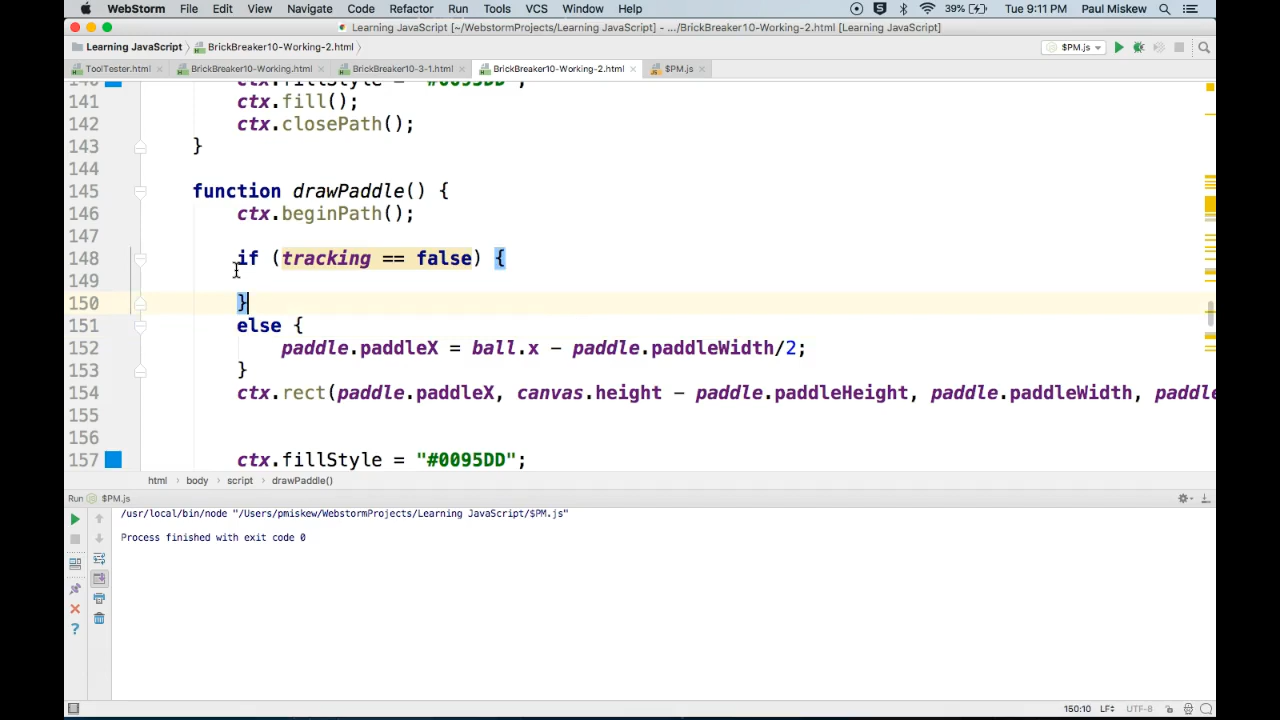 WebStorm File Edit View Navigate Code Refactor Run Tools VCS Window Help 39% Tue 9:11 PM Paul Miskew
Learning JavaScript [~/WebstormProjects/Learning JavaScript] - .../BrickBreaker10-Working-2.html [Learning JavaScript]
Learning JavaScript BrickBreaker10-Working-2.html $PM.js
ToolTester.html BrickBreaker10-Working.html BrickBreaker10-3-1.html BrickBreaker10-Working-2.html $PM.js
140 ctx.fillStyle = "#0095DD";
141 ctx.fill();
142 ctx.closePath();
143 }
144
145 function drawPaddle() {
146 ctx.beginPath();
147
148 if (tracking == false) {
149
150 }
151 else {
152 paddle.paddleX = ball.x - paddle.paddleWidth/2;
153 }
154 ctx.rect(paddle.paddleX, canvas.height - paddle.paddleHeight, paddle.paddleWidth, paddle
155
156
157 ctx.fillStyle = "#0095DD";
html body script drawPaddle()
Run $PM.js
/usr/local/bin/node "/Users/pmiskew/WebstormProjects/Learning JavaScript/$PM.js"
Process finished with exit code 0
150:10 LF UTF-8